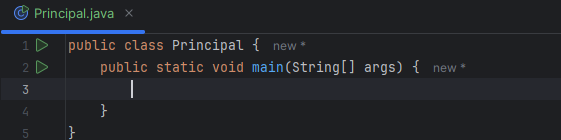 Principal.java ×
1 public class Principal { new *
2 public static void main(String[] args) { new *
3
4 }
5 }